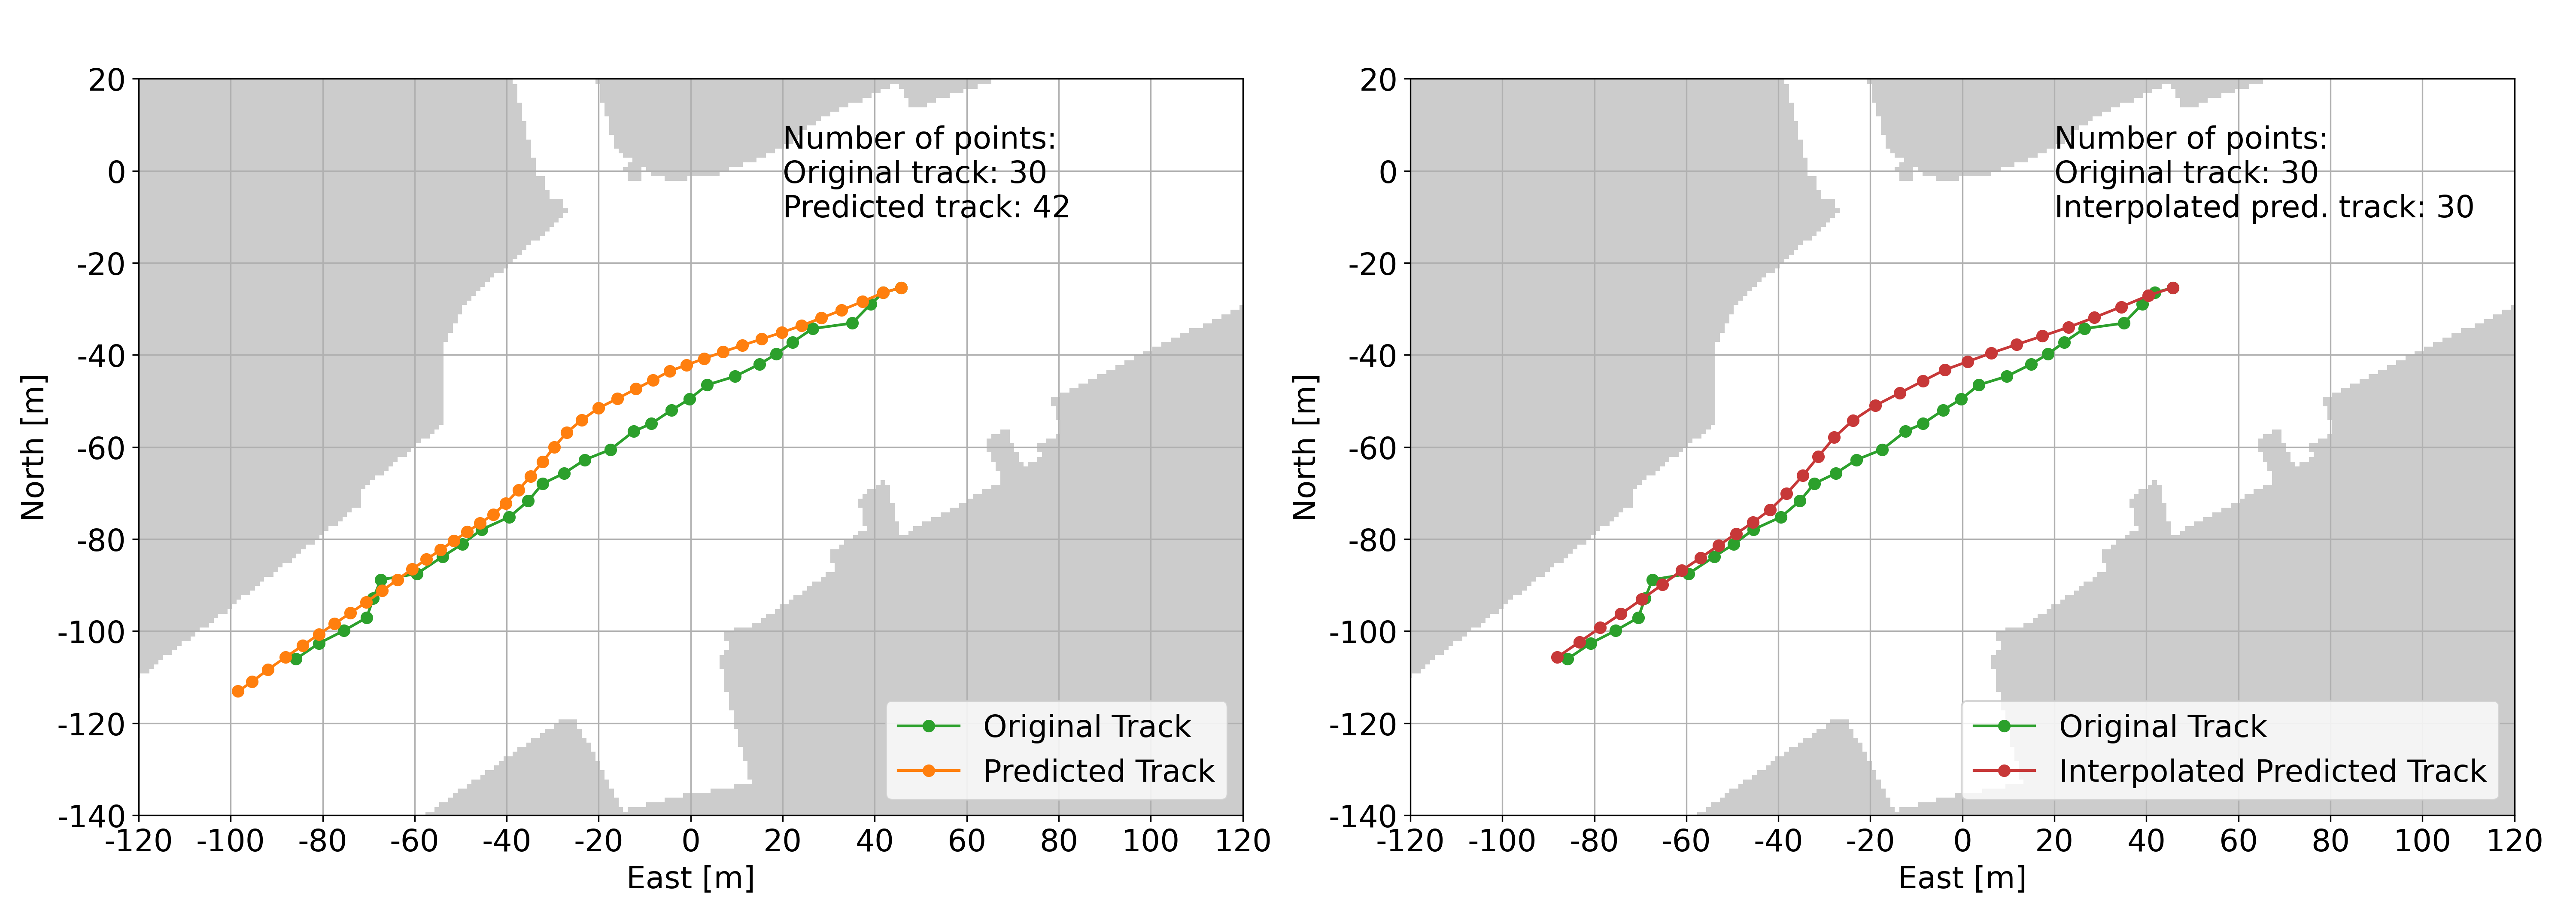 20
0
-20
-40
-60
-80
-100
-120
-140
North [m]
Number of points:
Original track: 30
Predicted track: 42
Original Track
Predicted Track
-120 -100 -80 -60 -40 -20 0 20 40 60 80 100 120
East [m]
20
0
-20
-40
-60
-80
-100
-120
-140
North [m]
Number of points:
Original track: 30
Interpolated pred. track: 30
Original Track
Interpolated Predicted Track
-120 -100 -80 -60 -40 -20 0 20 40 60 80 100 120
East [m]